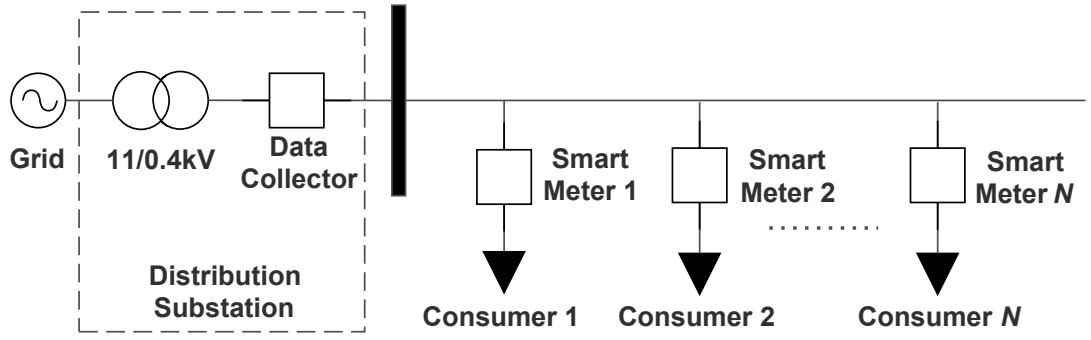 Grid
11/0.4kV
Data
Collector
Distribution
Substation
Smart
Meter 1
Smart
Meter 2
Smart
Meter N
Consumer 1
Consumer 2
Consumer N